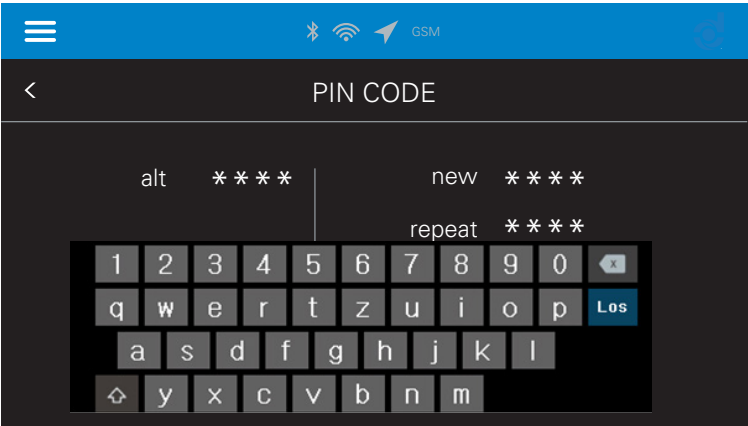 GSM
PIN CODE
alt **** new ****
repeat ****
1 2 3 4 5 6 7 8 9 0 x
q w e r t z u i o p Los
a s d f g h j k l
y x c v b n m